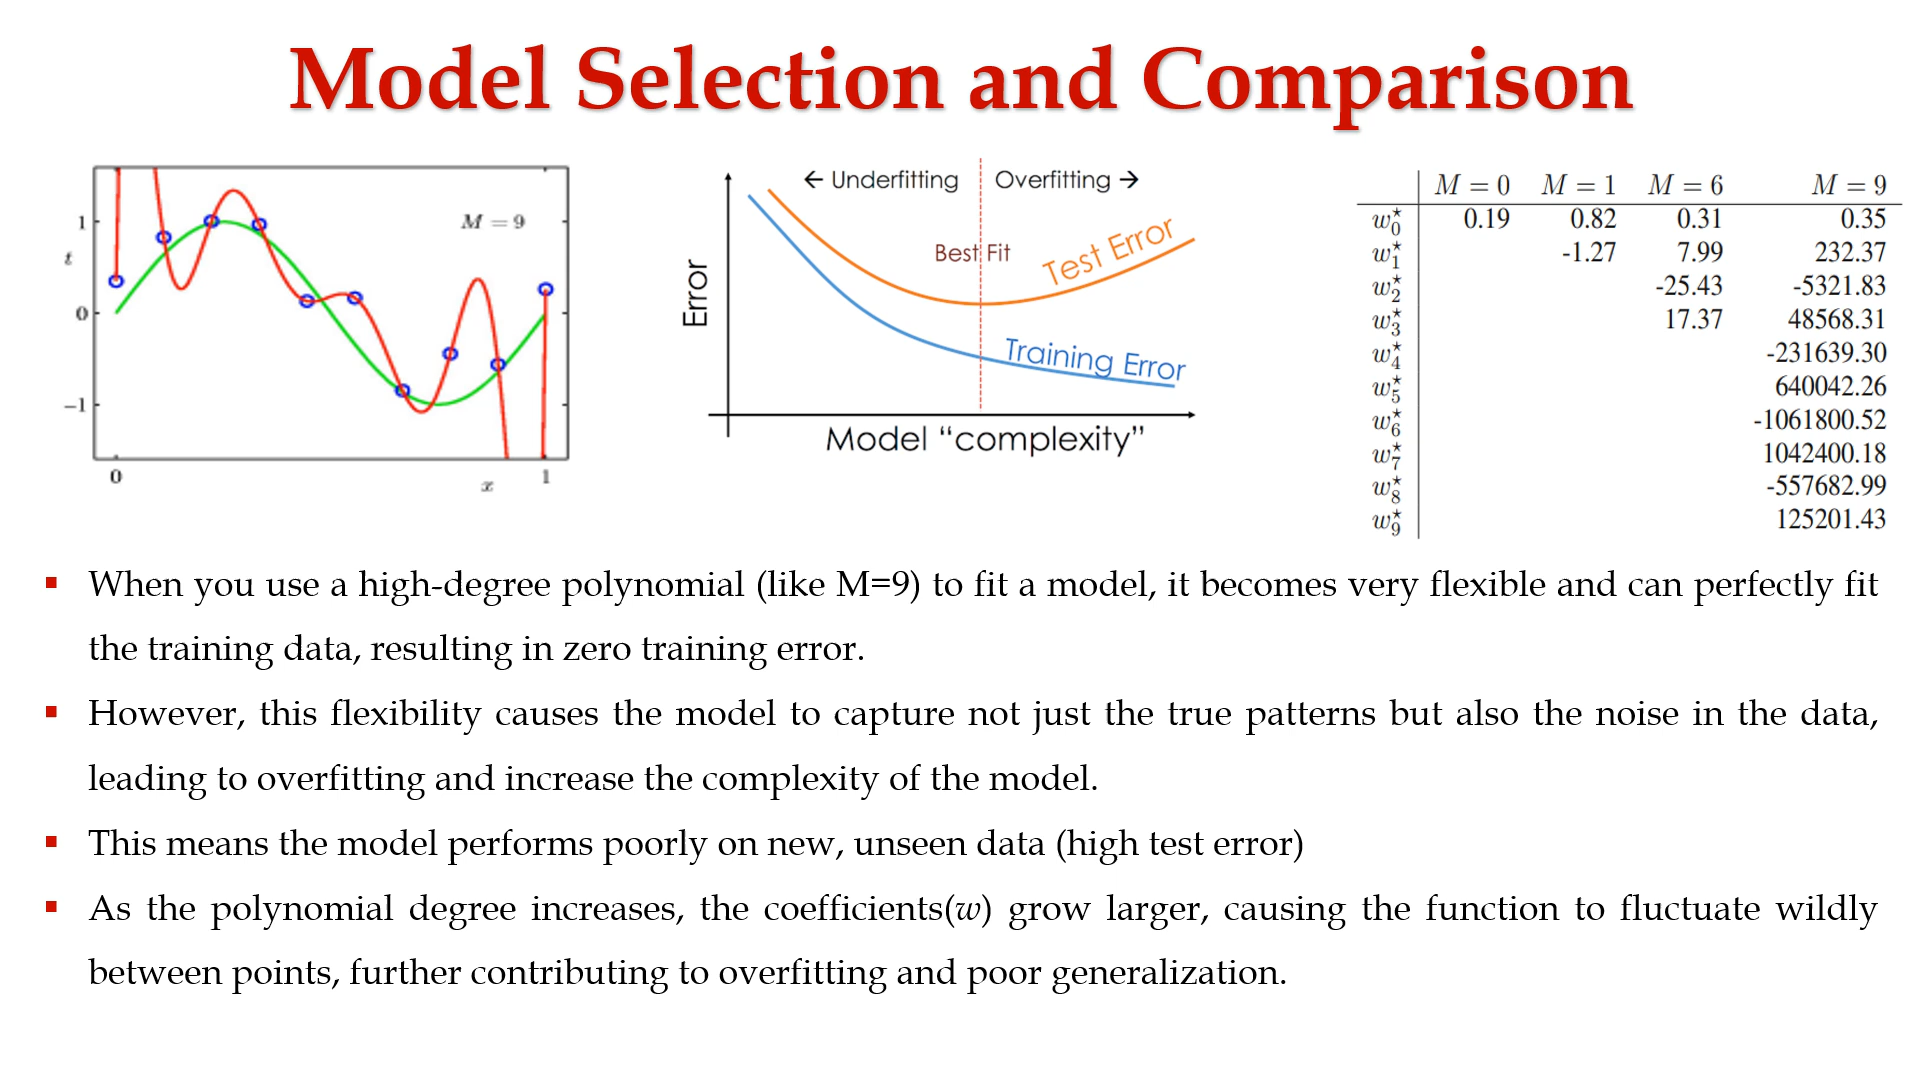 Model Selection and Comparison
M = 9
1
t
0
−1
0
x
1
← Underfitting
Overfitting →
Best Fit
Test Error
Training Error
Error
Model “complexity”
M = 0 M = 1 M = 6 M = 9
w₀⋆ 0.19 0.82 0.31 0.35
w₁⋆ -1.27 7.99 232.37
w₂⋆ -25.43 -5321.83
w₃⋆ 17.37 48568.31
w₄⋆ -231639.30
w₅⋆ 640042.26
w₆⋆ -1061800.52
w₇⋆ 1042400.18
w₈⋆ -557682.99
w₉⋆ 125201.43
▪ When you use a high-degree polynomial (like M=9) to fit a model, it becomes very flexible and can perfectly fit
the training data, resulting in zero training error.
▪ However, this flexibility causes the model to capture not just the true patterns but also the noise in the data,
leading to overfitting and increase the complexity of the model.
▪ This means the model performs poorly on new, unseen data (high test error)
▪ As the polynomial degree increases, the coefficients(w) grow larger, causing the function to fluctuate wildly
between points, further contributing to overfitting and poor generalization.